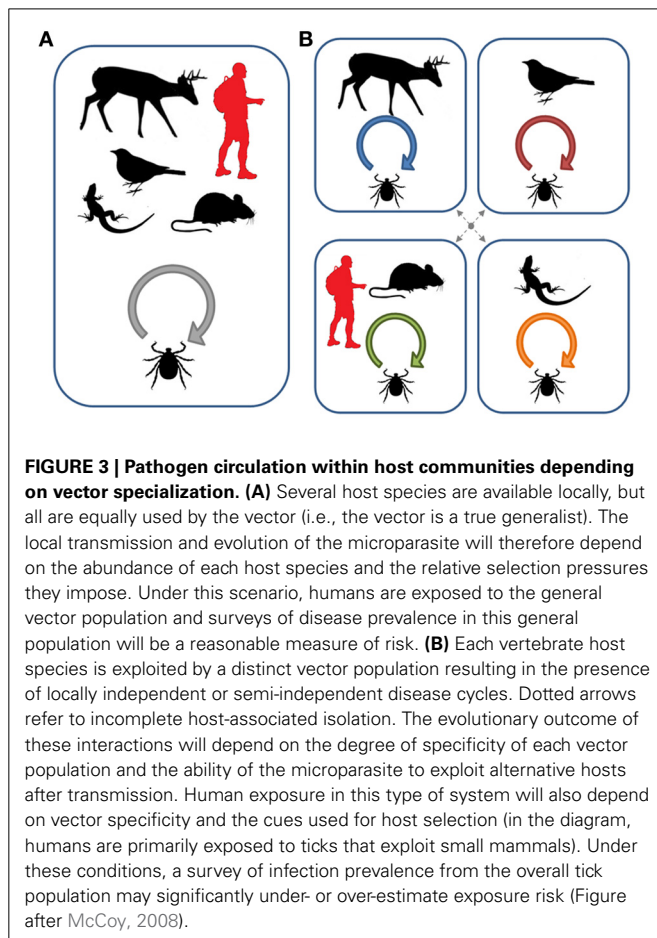 A
B
FIGURE 3 | Pathogen circulation within host communities depending
on vector specialization. (A) Several host species are available locally, but
all are equally used by the vector (i.e., the vector is a true generalist). The
local transmission and evolution of the microparasite will therefore depend
on the abundance of each host species and the relative selection pressures
they impose. Under this scenario, humans are exposed to the general
vector population and surveys of disease prevalence in this general
population will be a reasonable measure of risk. (B) Each vertebrate host
species is exploited by a distinct vector population resulting in the presence
of locally independent or semi-independent disease cycles. Dotted arrows
refer to incomplete host-associated isolation. The evolutionary outcome of
these interactions will depend on the degree of specificity of each vector
population and the ability of the microparasite to exploit alternative hosts
after transmission. Human exposure in this type of system will also depend
on vector specificity and the cues used for host selection (in the diagram,
humans are primarily exposed to ticks that exploit small mammals). Under
these conditions, a survey of infection prevalence from the overall tick
population may significantly under- or over-estimate exposure risk (Figure
after McCoy, 2008).